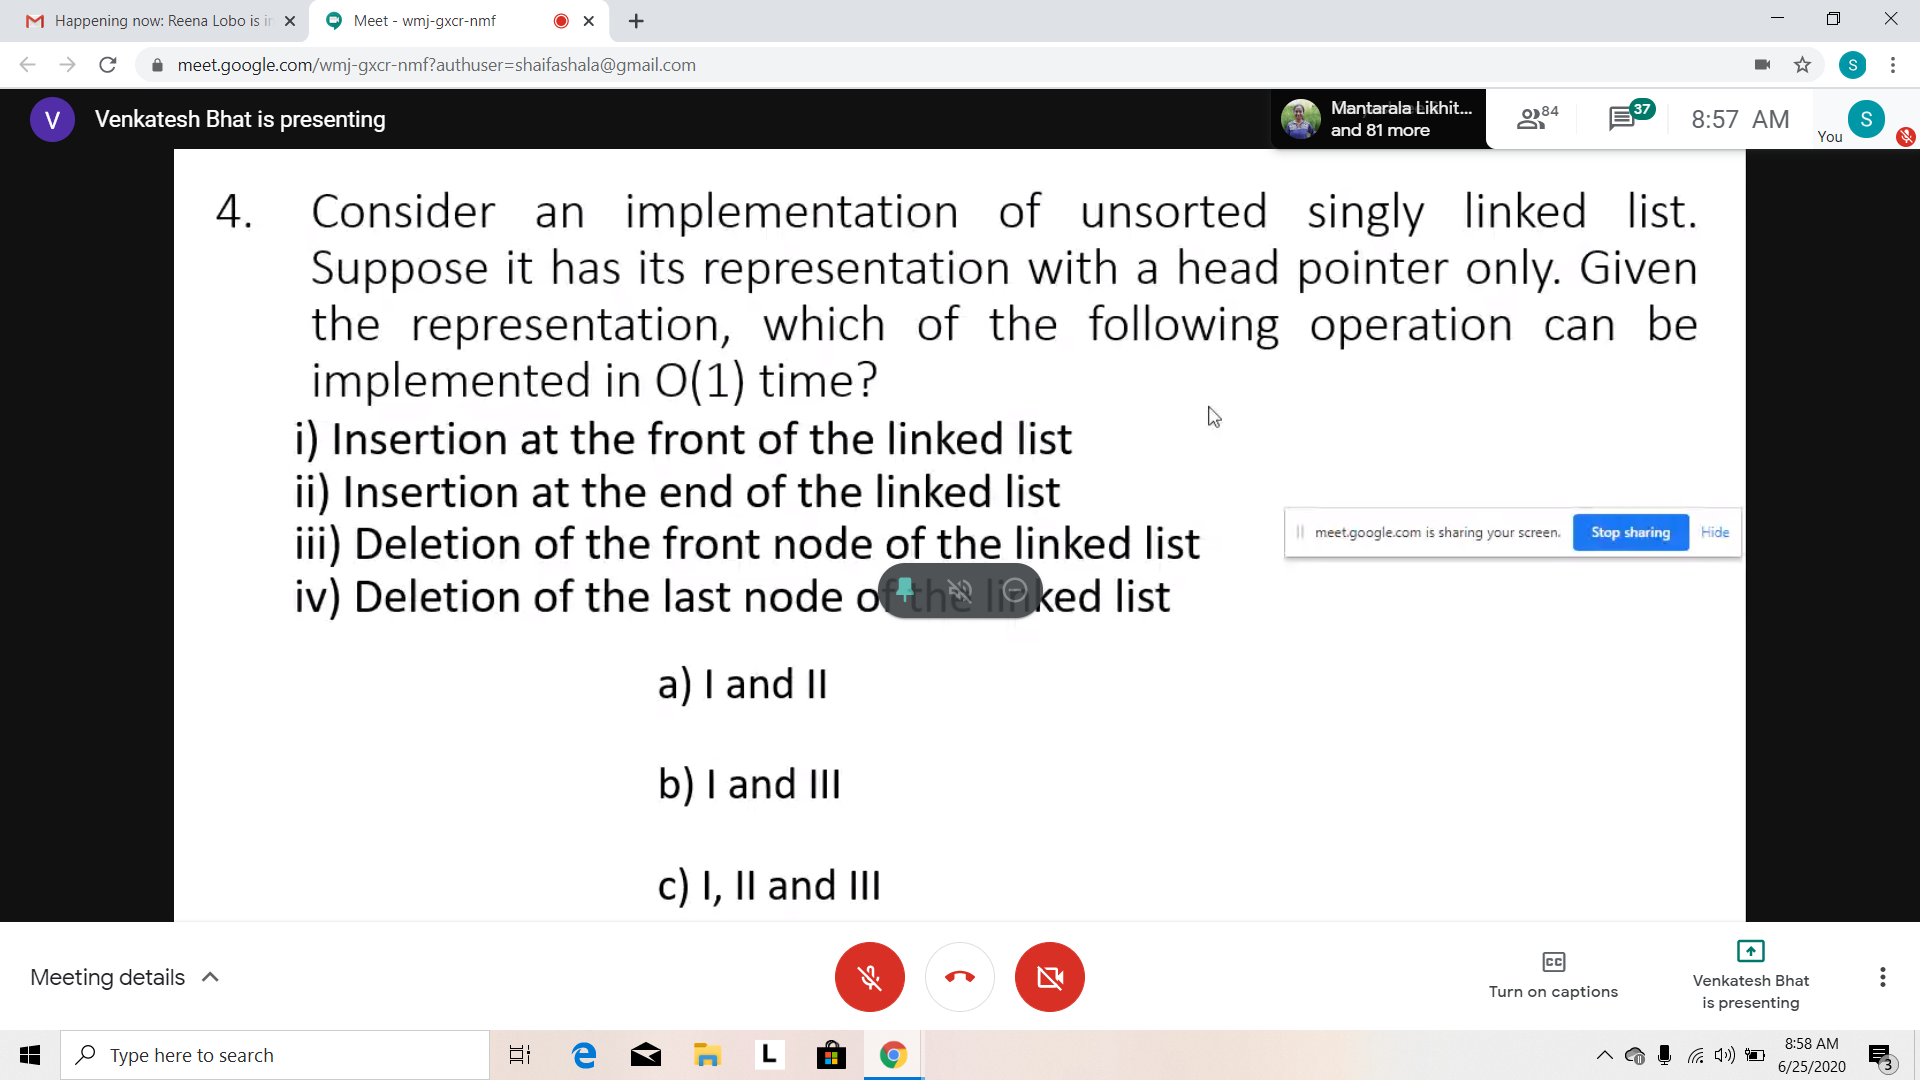 Happening now: Reena Lobo is in
Meet - wmj-gxcr-nmf
meet.google.com/wmj-gxcr-nmf?authuser=shaifashala@gmail.com
S
V
Venkatesh Bhat is presenting
Mantarala Likhit...
and 81 more
84
37
8:57 AM
You
S
4. Consider an implementation of unsorted singly linked list.
Suppose it has its representation with a head pointer only. Given
the representation, which of the following operation can be
implemented in O(1) time?
i) Insertion at the front of the linked list
ii) Insertion at the end of the linked list
iii) Deletion of the front node of the linked list
iv) Deletion of the last node of the linked list
meet.google.com is sharing your screen.
Stop sharing
Hide
a) I and II
b) I and III
c) I, II and III
Meeting details
CC
Turn on captions
Venkatesh Bhat
is presenting
Type here to search
L
8:58 AM
6/25/2020
3